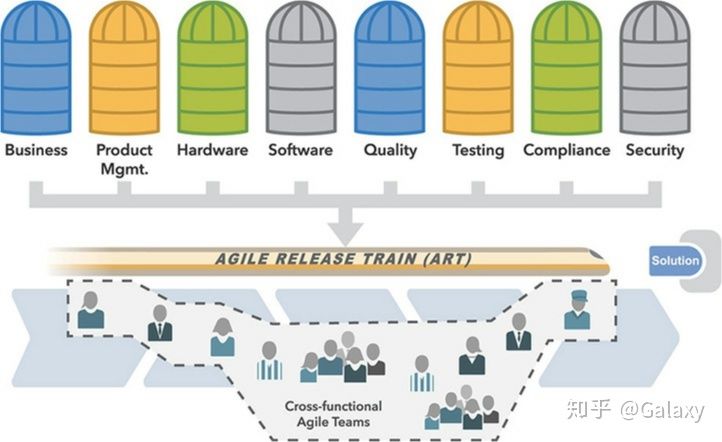 Business
Product
Mgmt.
Hardware
Software
Quality
Testing
Compliance
Security
AGILE RELEASE TRAIN (ART)
Solution
Cross-functional
Agile Teams
知乎 @Galaxy